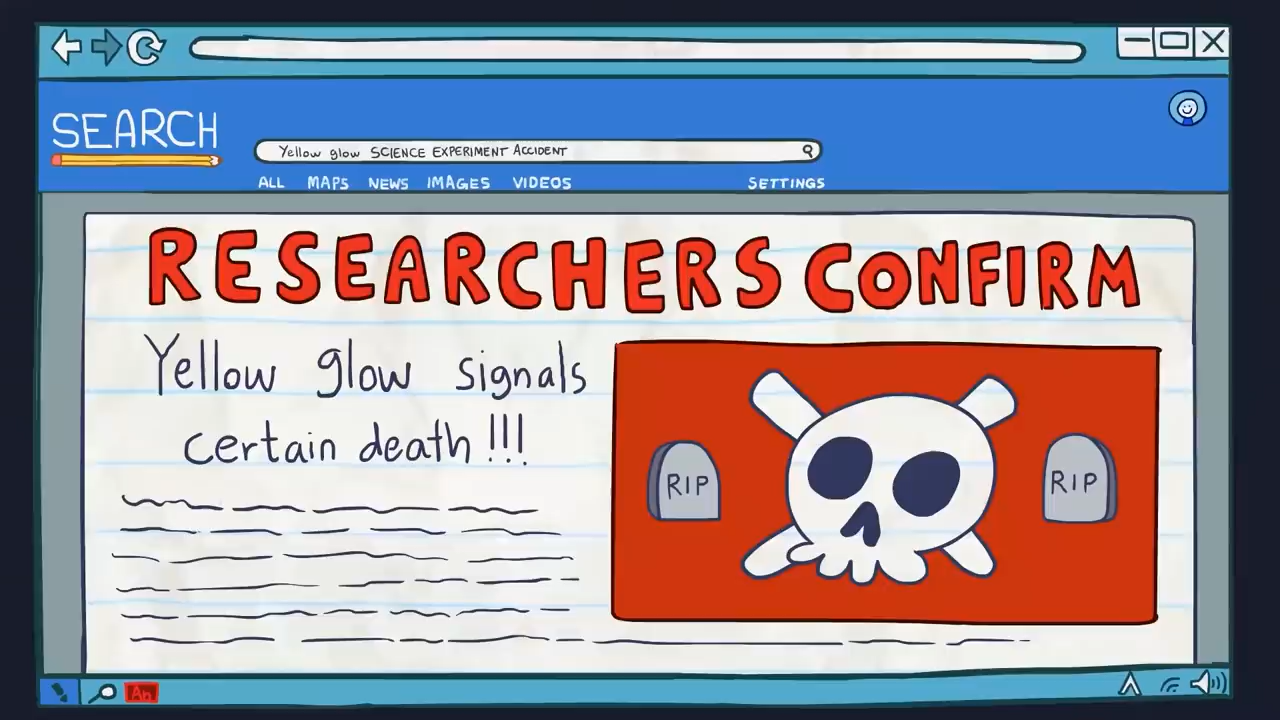 SEARCH
Yellow glow SCIENCE EXPERIMENT ACCIDENT
ALL MAPS NEWS IMAGES VIDEOS SETTINGS
RESEARCHERS CONFIRM
Yellow glow signals
certain death!!!
RIP
RIP
An